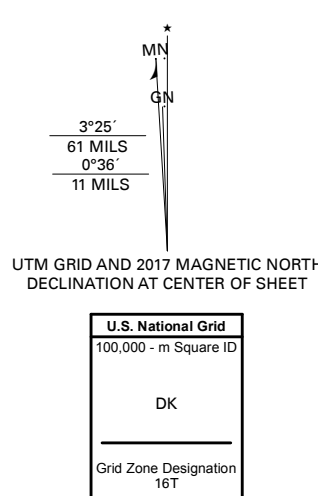 MN
GN
3°25´
61 MILS
0°36´
11 MILS
UTM GRID AND 2017 MAGNETIC NORTH
DECLINATION AT CENTER OF SHEET
U.S. National Grid
100,000 - m Square ID
DK
Grid Zone Designation
16T